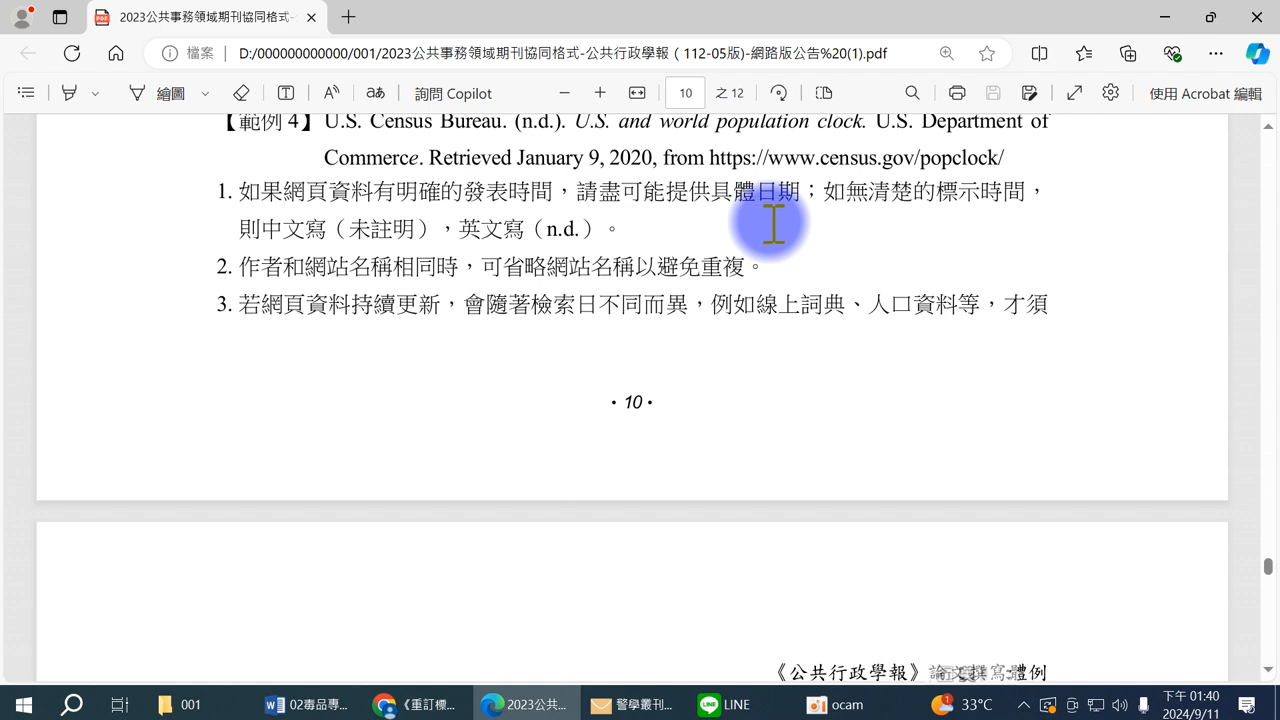 2023公共事務領域期刊協同格式-
檔案
D:/000000000000/001/2023公共事務領域期刊協同格式-公共行政學報（112-05版)-網路版公告%20(1).pdf
繪圖
aあ
詢問 Copilot
10
之 12
使用 Acrobat 編輯
【範例 4】U.S. Census Bureau. (n.d.). U.S. and world population clock. U.S. Department of
Commerce. Retrieved January 9, 2020, from https://www.census.gov/popclock/
1. 如果網頁資料有明確的發表時間，請盡可能提供具體日期；如無清楚的標示時間，
則中文寫（未註明），英文寫（n.d.）。
2. 作者和網站名稱相同時，可省略網站名稱以避免重複。
3. 若網頁資料持續更新，會隨著檢索日不同而異，例如線上詞典、人口資料等，才須
• 10 •
《公共行政學報》論文撰寫體例
001
02毒品專...
《重訂欄...
2023公共...
警學叢刊...
LINE
ocam
1
33°C
下午 01:40
2024/9/11